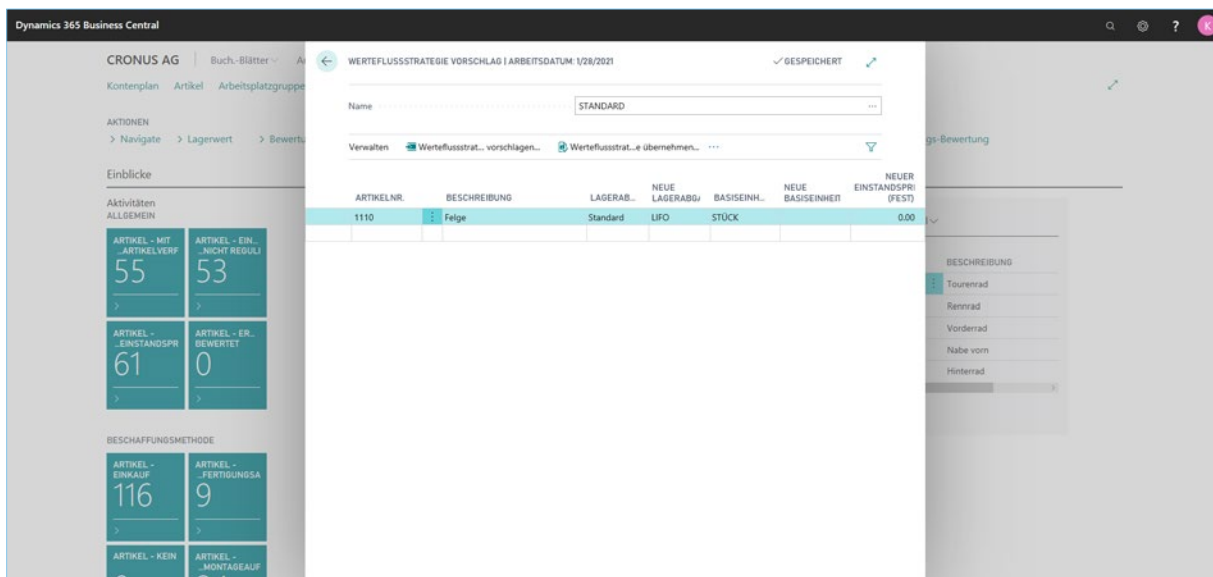 Dynamics 365 Business Central
CRONUS AG
Buch.-Blätter
Kontenplan Artikel Arbeitsplatzgruppe
AKTIONEN
> Navigate > Lagerwert > Bewertu
gs-Bewertung
Einblicke
Aktivitäten
ALLGEMEIN
ARTIKEL - MIT
...ARTIKELVERF
55
ARTIKEL - EIN...
...NICHT REGULI
53
ARTIKEL -
...EINSTANDSPR
61
ARTIKEL - ER...
BEWERTET
0
BESCHAFFUNGSMETHODE
ARTIKEL -
EINKAUF
116
ARTIKEL -
...FERTIGUNGSA
9
ARTIKEL - KEIN
ARTIKEL -
...MONTAGEAUF
WERTEFLUSSSTRATEGIE VORSCHLAG | ARBEITSDATUM: 1/28/2021
✓ GESPEICHERT
Name STANDARD ...
Verwalten Werteflussstrat... vorschlagen... Werteflussstrat...e übernehmen... ...
ARTIKELNR. BESCHREIBUNG LAGERAB... NEUE LAGERABG BASISEINH... NEUE BASISEINHEIT NEUER EINSTANDSPRI (FEST)
1110 Felge Standard LIFO STÜCK 0.00
BESCHREIBUNG
Tourenrad
Rennrad
Vorderrad
Nabe vorn
Hinterrad
? K